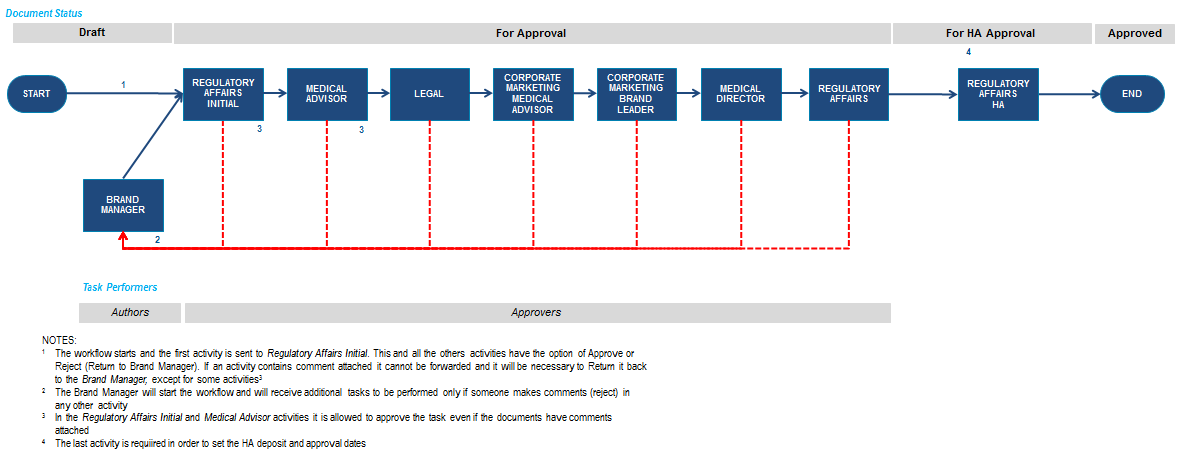 Document Status
Draft
For Approval
For HA Approval
Approved
4
1
START
REGULATORY
AFFAIRS
INITIAL
MEDICAL
ADVISOR
LEGAL
CORPORATE
MARKETING
MEDICAL
ADVISOR
CORPORATE
MARKETING
BRAND
LEADER
MEDICAL
DIRECTOR
REGULATORY
AFFAIRS
REGULATORY
AFFAIRS
HA
END
3
3
BRAND
MANAGER
2
Task Performers
Authors
Approvers
NOTES:
1 The workflow starts and the first activity is sent to Regulatory Affairs Initial. This and all the others activities have the option of Approve or
Reject (Return to Brand Manager). If an activity contains comment attached it cannot be forwarded and it will be necessary to Return it back
to the Brand Manager, except for some activities3
2 The Brand Manager will start the workflow and will receive additional tasks to be performed only if someone makes comments (reject) in
any other activity
3 In the Regulatory Affairs Initial and Medical Advisor activities it is allowed to approve the task even if the documents have comments
attached
4 The last activity is requiired in order to set the HA deposit and approval dates